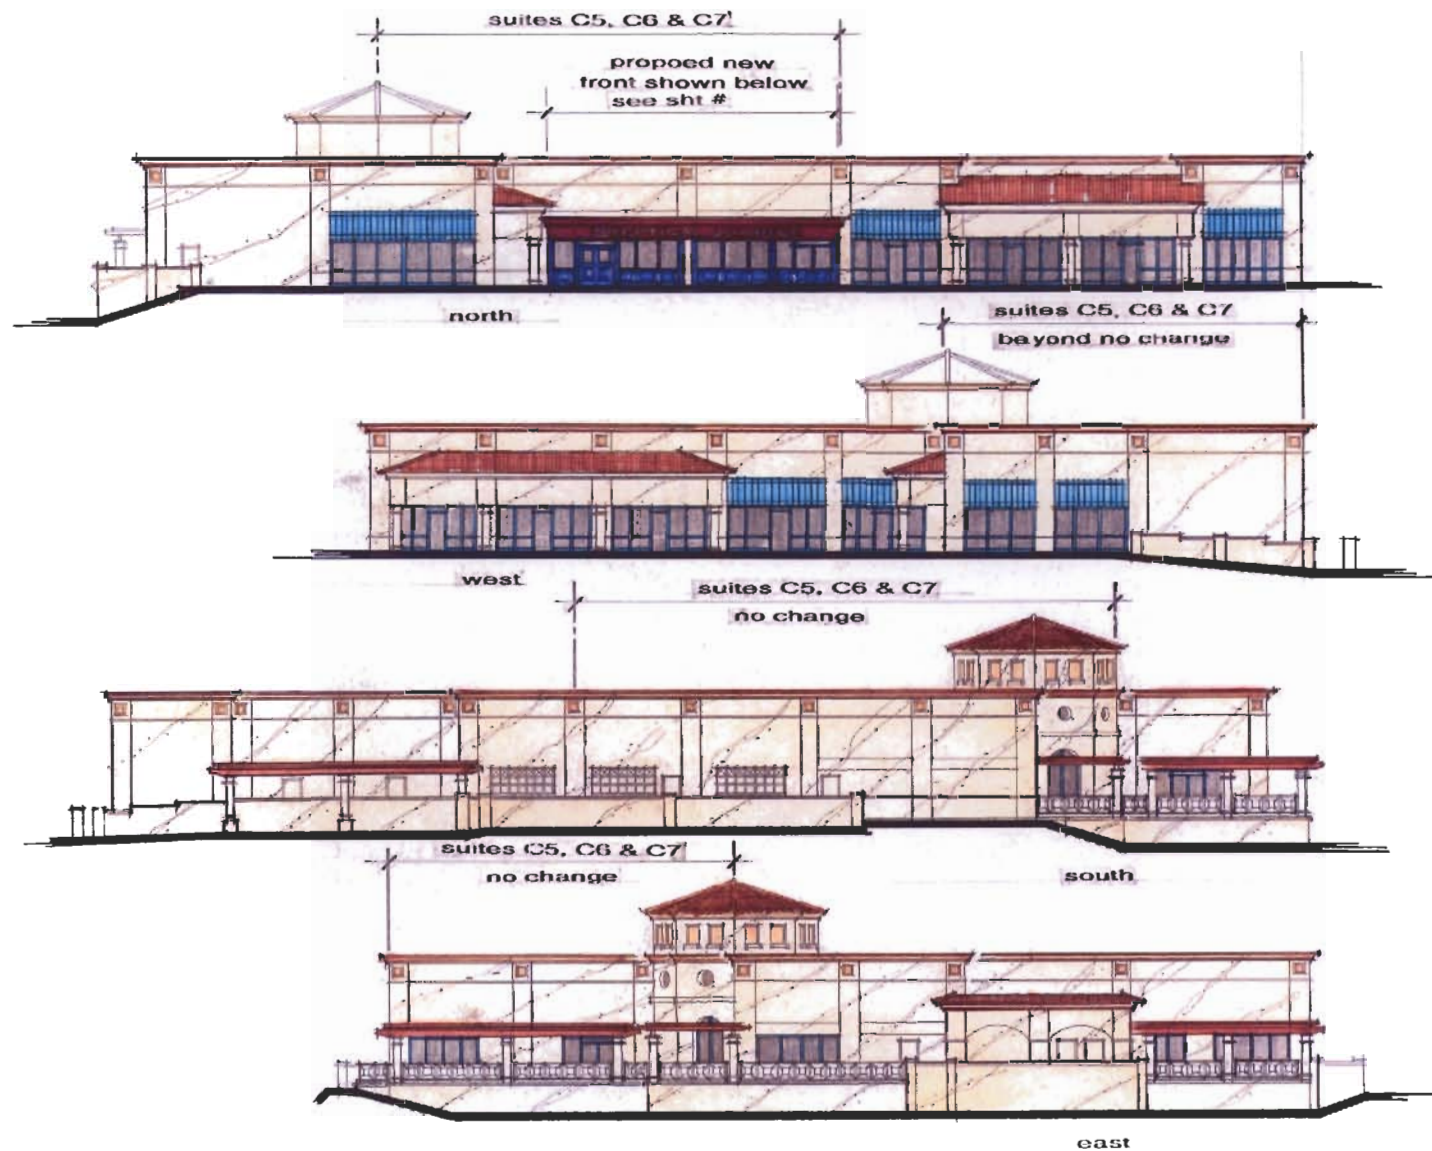 suites C5, C6 & C7
propoed new
front shown below
see sht #
north
suites C5, C6 & C7
beyond no change
west
suites C5, C6 & C7
no change
suites C5, C6 & C7
no change
south
east